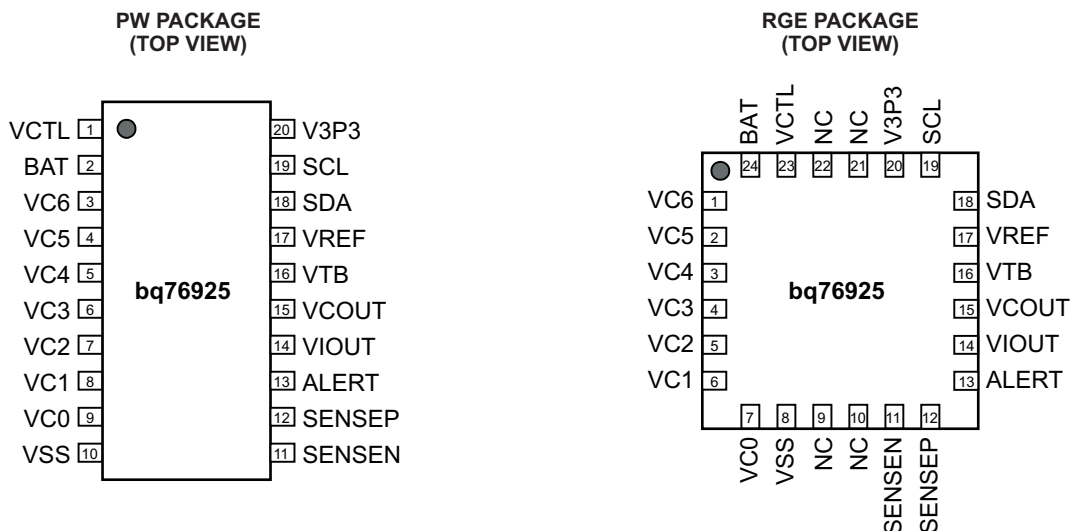 PW PACKAGE
(TOP VIEW)
VCTL 1
BAT 2
VC6 3
VC5 4
VC4 5
VC3 6
VC2 7
VC1 8
VC0 9
VSS 10
bq76925
20 V3P3
19 SCL
18 SDA
17 VREF
16 VTB
15 VCOUT
14 VIOUT
13 ALERT
12 SENSEP
11 SENSEN
RGE PACKAGE
(TOP VIEW)
BAT
VCTL
NC
NC
V3P3
SCL
24 23 22 21 20 19
VC6 1
VC5 2
VC4 3
VC3 4
VC2 5
VC1 6
bq76925
18 SDA
17 VREF
16 VTB
15 VCOUT
14 VIOUT
13 ALERT
7 8 9 10 11 12
VC0
VSS
NC
NC
SENSEN
SENSEP